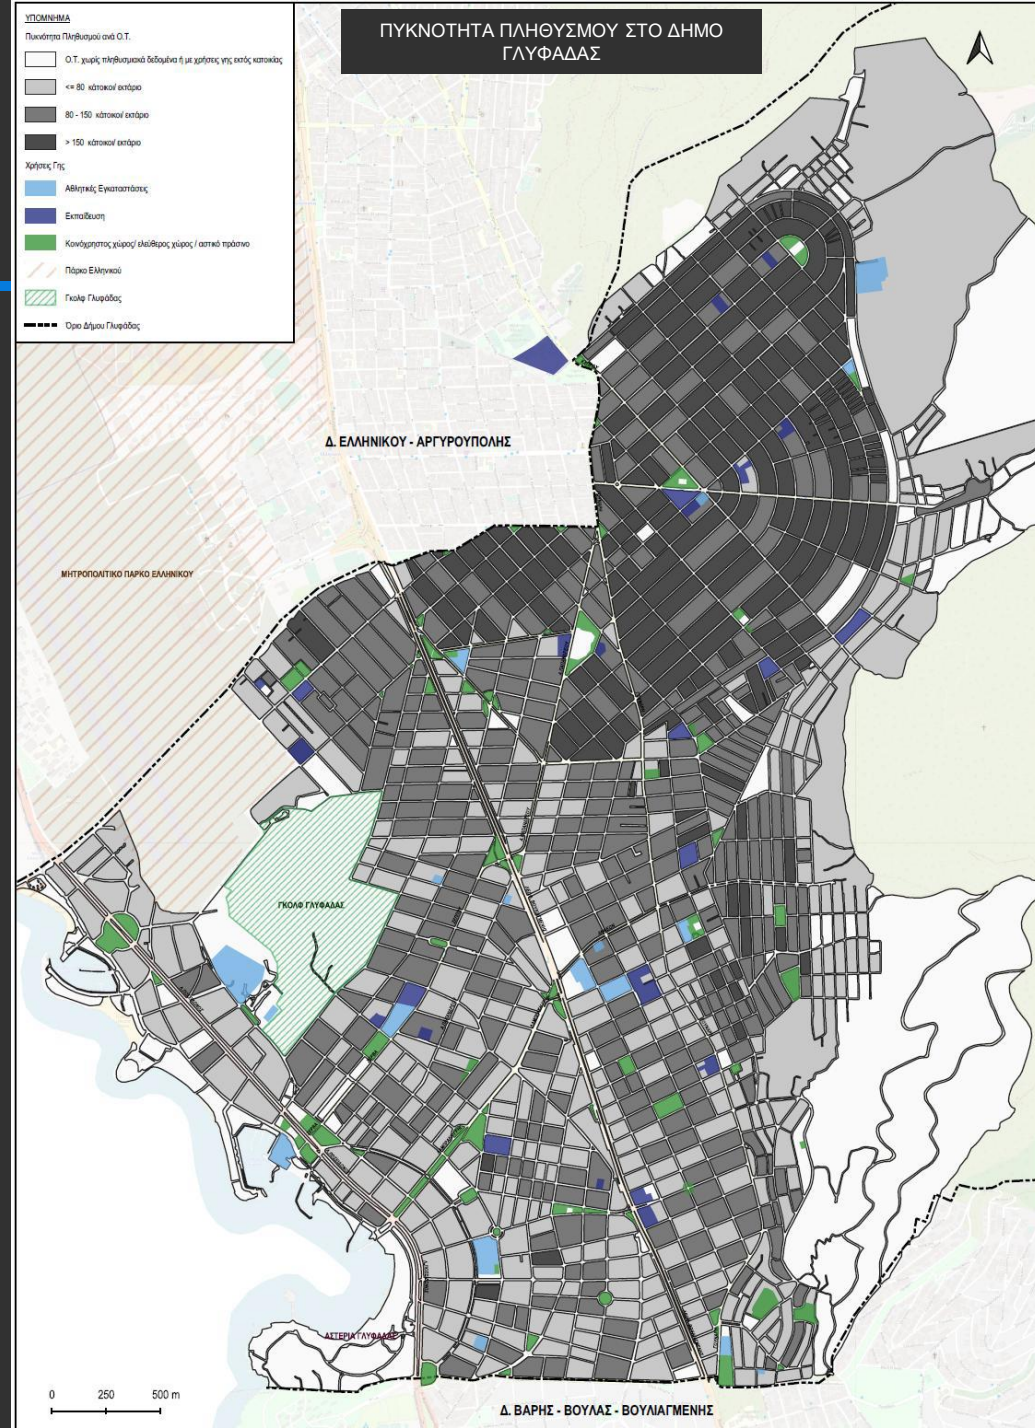 ΠΥΚΝΟΤΗΤΑ ΠΛΗΘΥΣΜΟΥ ΣΤΟ ΔΗΜΟ
ΓΛΥΦΑΔΑΣ
ΥΠΟΜΝΗΜΑ
Πυκνότητα Πληθυσμού ανά Ο.Τ.
Ο.Τ. χωρίς πληθυσμιακά δεδομένα ή με χρήσεις γης εκτός κατοικίας
<= 80 κάτοικοι/ εκτάριο
80 - 150 κάτοικοι/ εκτάριο
> 150 κάτοικοι/ εκτάριο
Χρήσεις Γης
Αθλητικές Εγκαταστάσεις
Εκπαίδευση
Κοινόχρηστος χώρος/ ελεύθερος χώρος / αστικό πράσινο
Πάρκο Ελληνικού
Γκολφ Γλυφάδας
Όριο Δήμου Γλυφάδας
Δ. ΕΛΛΗΝΙΚΟΥ - ΑΡΓΥΡΟΥΠΟΛΗΣ
ΜΗΤΡΟΠΟΛΙΤΙΚΟ ΠΑΡΚΟ ΕΛΛΗΝΙΚΟΥ
ΓΚΟΛΦ ΓΛΥΦΑΔΑΣ
ΑΣΤΕΡΙΑ ΓΛΥΦΑΔΑΣ
0 250 500 m
Δ. ΒΑΡΗΣ - ΒΟΥΛΑΣ - ΒΟΥΛΙΑΓΜΕΝΗΣ